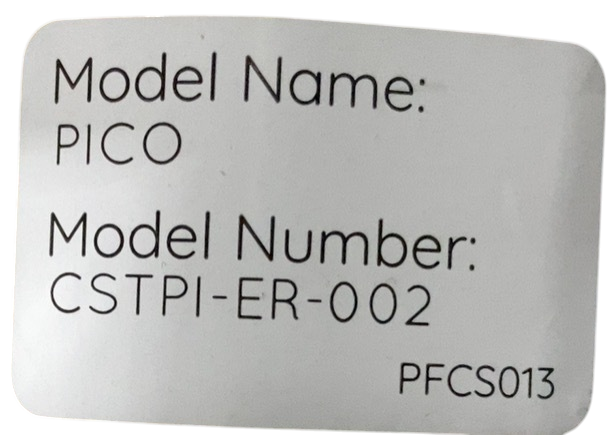 Model Name:
PICO
Model Number:
CSTPI-ER-002
PFCS013